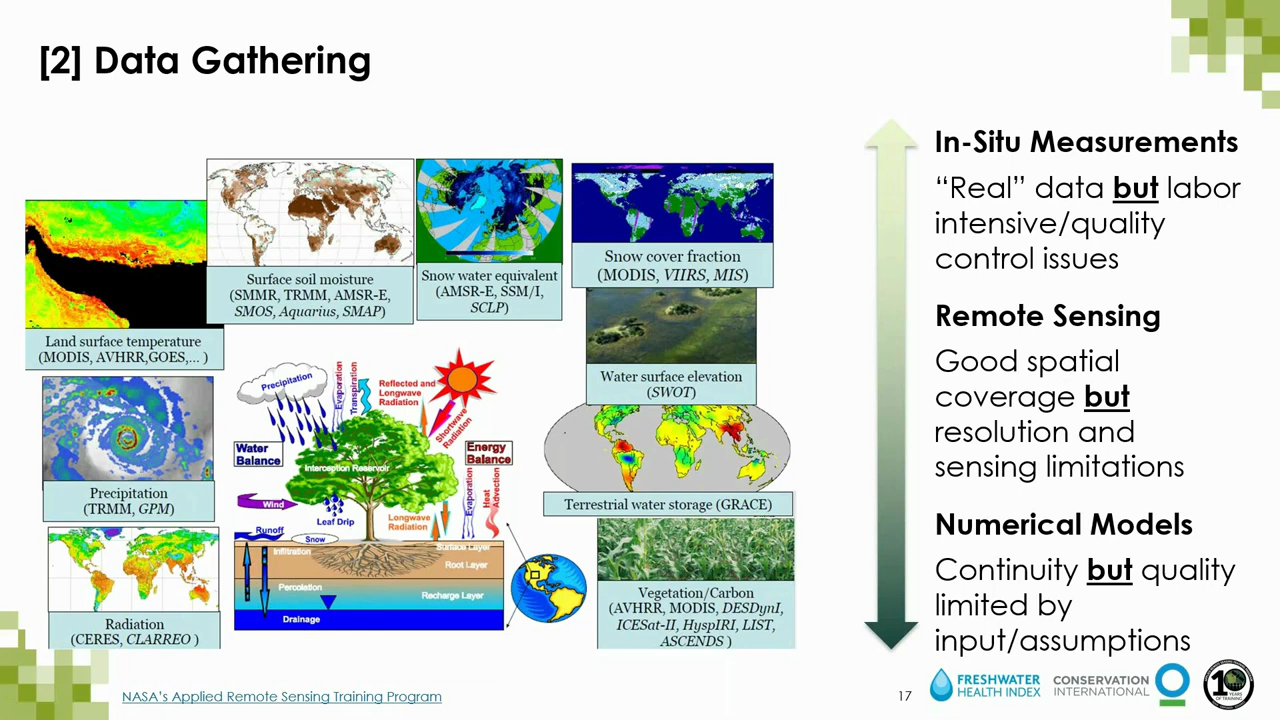 [2] Data Gathering
Surface soil moisture
(SMMR, TRMM, AMSR-E,
SMOS, Aquarius, SMAP)
Snow water equivalent
(AMSR-E, SSM/I,
SCLP)
Snow cover fraction
(MODIS, VIIRS, MIS)
Land surface temperature
(MODIS, AVHRR,GOES,... )
Water surface elevation
(SWOT)
Precipitation
(TRMM, GPM)
Terrestrial water storage (GRACE)
Radiation
(CERES, CLARREO )
Vegetation/Carbon
(AVHRR, MODIS, DESDynI,
ICESat-II, HyspIRI, LIST,
ASCENDS )
Precipitation
Evaporation
Transpiration
Reflected and
Longwave
Radiation
Shortwave
Radiation
Water
Balance
Energy
Balance
Interception Reservoir
Wind
Leaf Drip
Longwave
Radiation
Evaporation
Heat
Advection
Runoff
Snow
Infiltration
Surface Layer
Root Layer
Percolation
Recharge Layer
Drainage
In-Situ Measurements
“Real” data but labor
intensive/quality
control issues
Remote Sensing
Good spatial
coverage but
resolution and
sensing limitations
Numerical Models
Continuity but quality
limited by
input/assumptions
NASA’s Applied Remote Sensing Training Program
17
FRESHWATER
HEALTH INDEX
CONSERVATION
INTERNATIONAL
10
YEARS
OF TRAINING